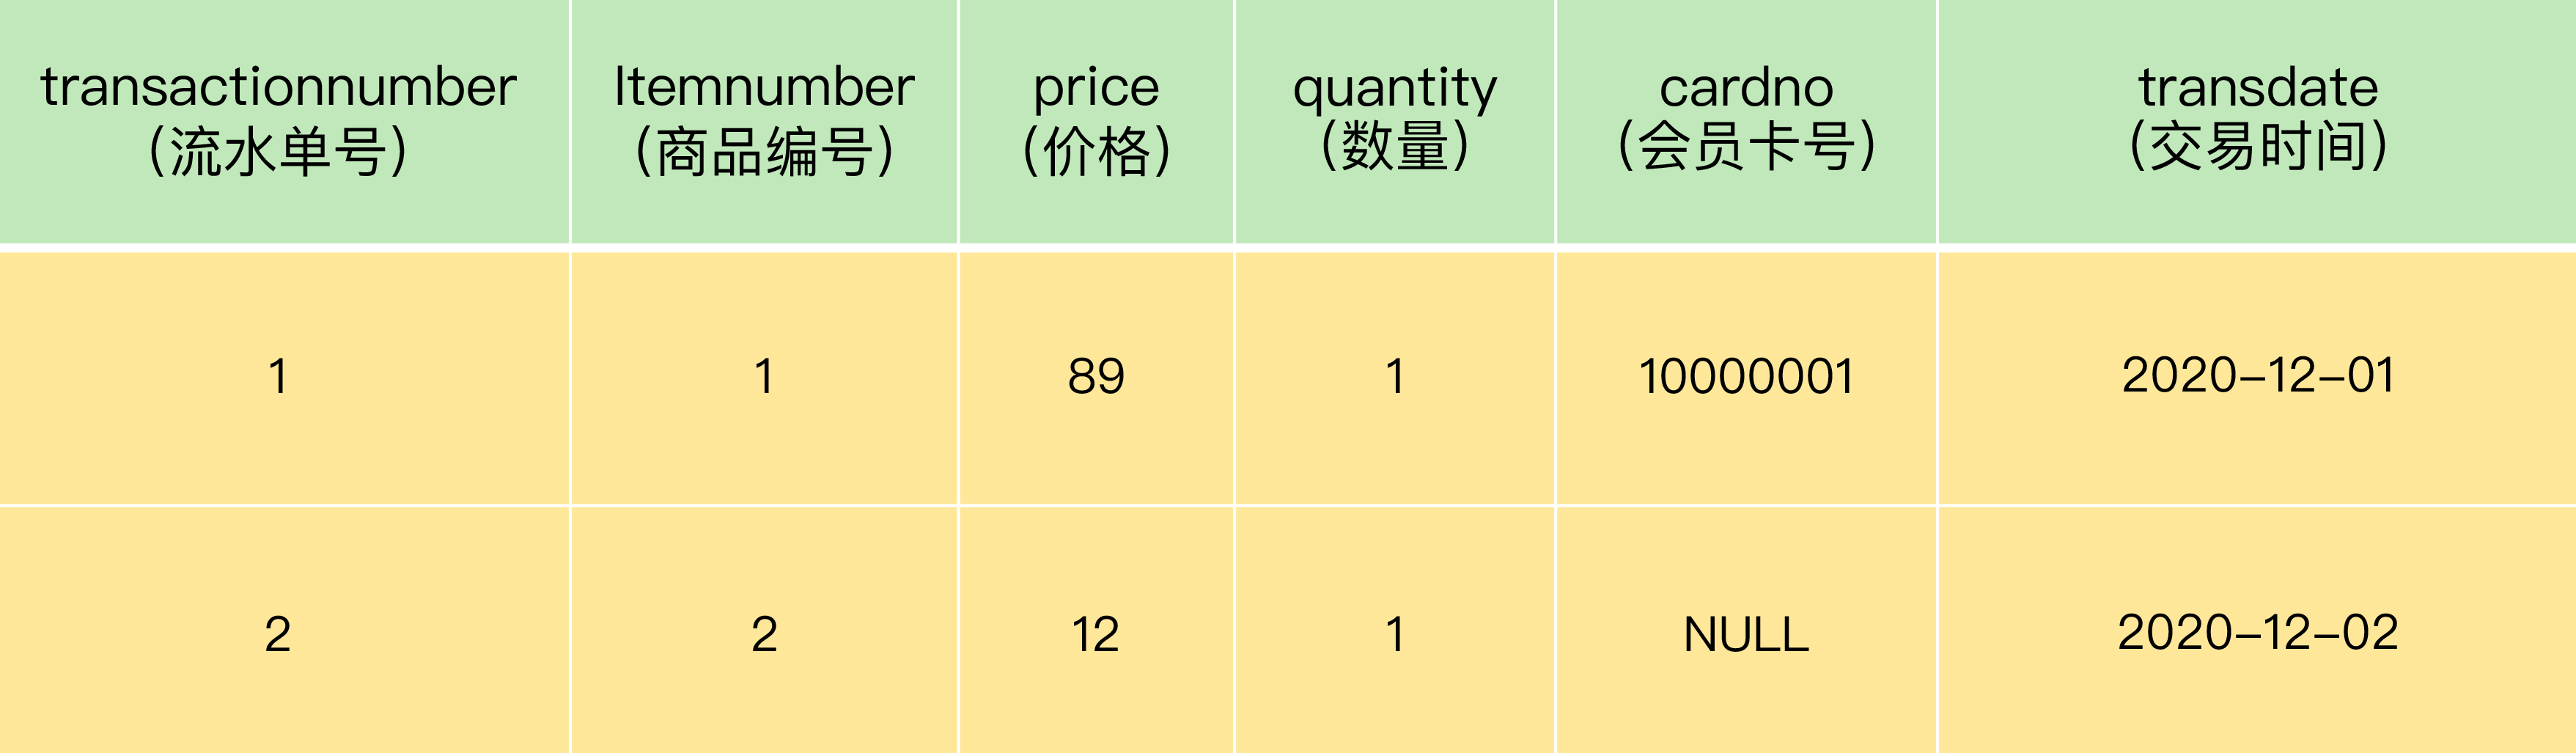 transactionnumber
(流水单号)
Itemnumber
(商品编号)
price
(价格)
quantity
(数量)
cardno
(会员卡号)
transdate
(交易时间)
1
1
89
1
10000001
2020-12-01
2
2
12
1
NULL
2020-12-02